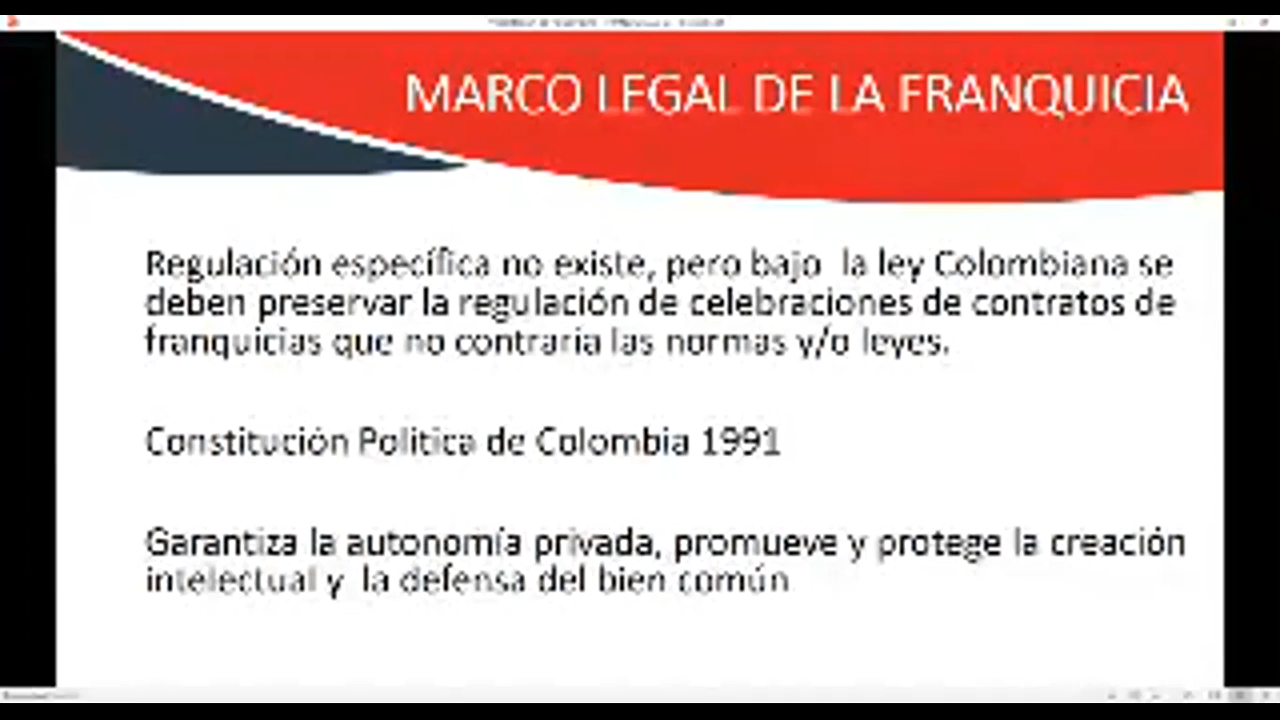 MARCO LEGAL DE LA FRANQUICIA
Regulación específica no existe, pero bajo la ley Colombiana se
deben preservar la regulación de celebraciones de contratos de
franquicias que no contraria las normas y/o leyes.
Constitución Politica de Colombia 1991
Garantiza la autonomía privada, promueve y protege la creación
intelectual y la defensa del bien común